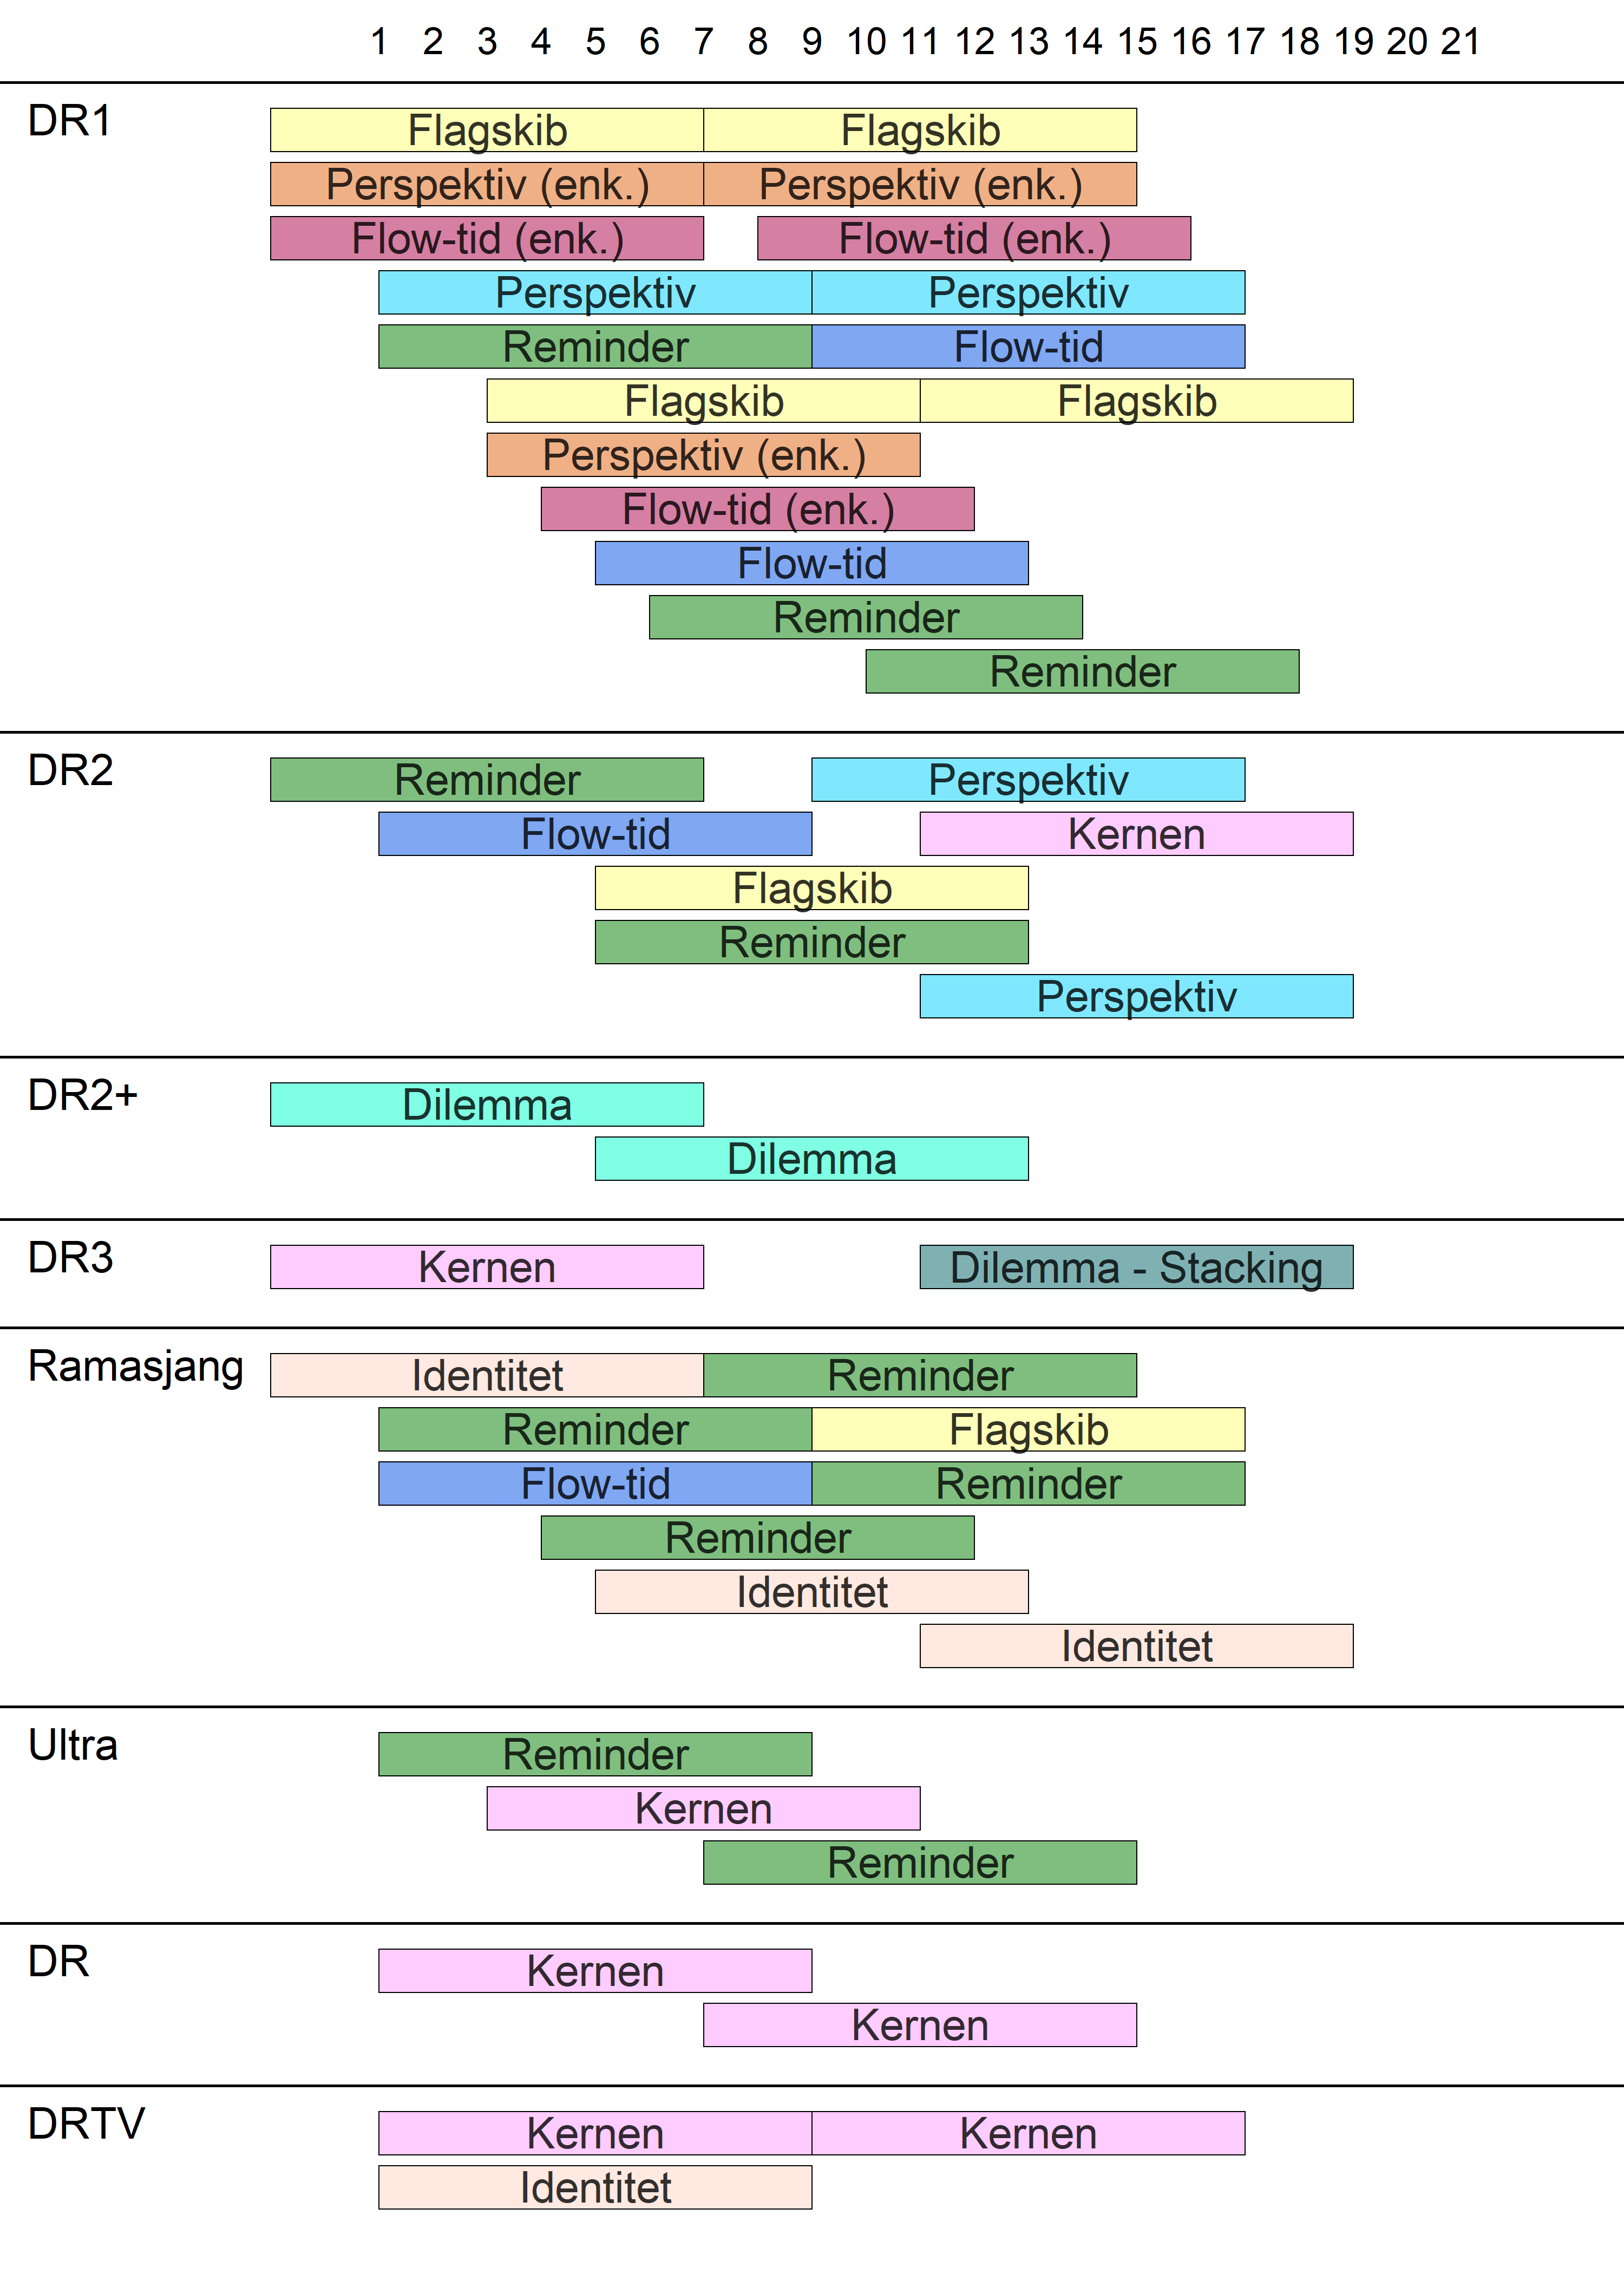 1 2 3 4 5 6 7 8 9 10 11 12 13 14 15 16 17 18 19 20 21
DR1
Flagskib Flagskib
Perspektiv (enk.) Perspektiv (enk.)
Flow-tid (enk.) Flow-tid (enk.)
Perspektiv Perspektiv
Reminder Flow-tid
Flagskib Flagskib
Perspektiv (enk.)
Flow-tid (enk.)
Flow-tid
Reminder
Reminder
DR2
Reminder Perspektiv
Flow-tid Kernen
Flagskib
Reminder
Perspektiv
DR2+
Dilemma
Dilemma
DR3
Kernen Dilemma - Stacking
Ramasjang
Identitet Reminder
Reminder Flagskib
Flow-tid Reminder
Reminder
Identitet
Identitet
Ultra
Reminder
Kernen
Reminder
DR
Kernen
Kernen
DRTV
Kernen Kernen
Identitet